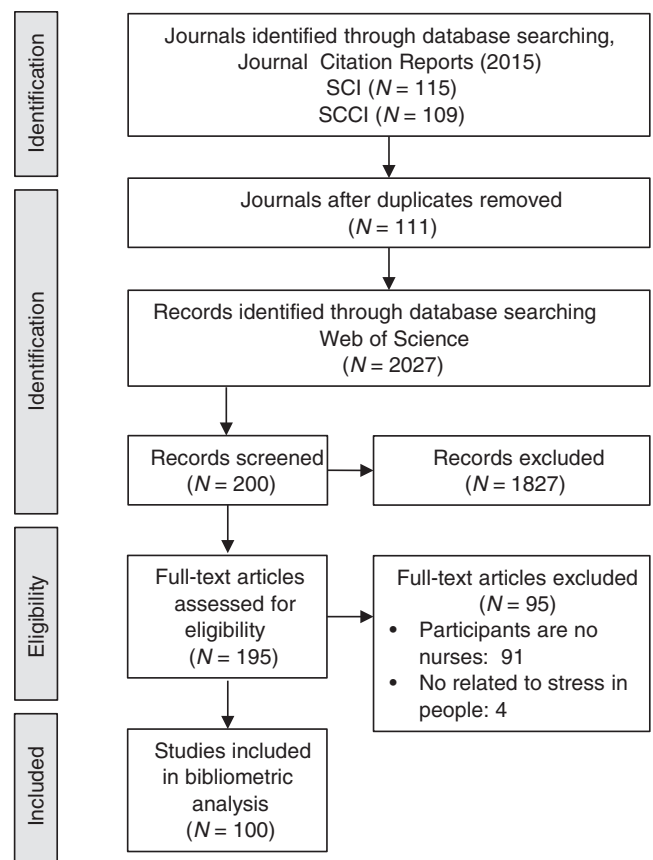 Identification
Journals identified through database searching,
Journal Citation Reports (2015)
SCI (N = 115)
SCCI (N = 109)
Identification
Journals after duplicates removed
(N = 111)
Records identified through database searching
Web of Science
(N = 2027)
Records screened
(N = 200)
Records excluded
(N = 1827)
Eligibility
Full-text articles
assessed for
eligibility
(N = 195)
Full-text articles excluded
(N = 95)
• Participants are no
nurses: 91
• No related to stress in
people: 4
Included
Studies included
in bibliometric
analysis
(N = 100)